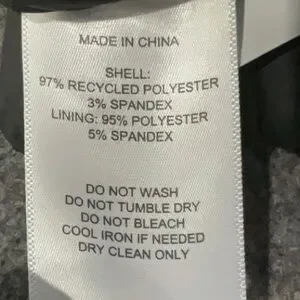 MADE IN CHINA
SHELL:
97% RECYCLED POLYESTER
3% SPANDEX
LINING: 95% POLYESTER
5% SPANDEX
DO NOT WASH
DO NOT TUMBLE DRY
DO NOT BLEACH
COOL IRON IF NEEDED
DRY CLEAN ONLY